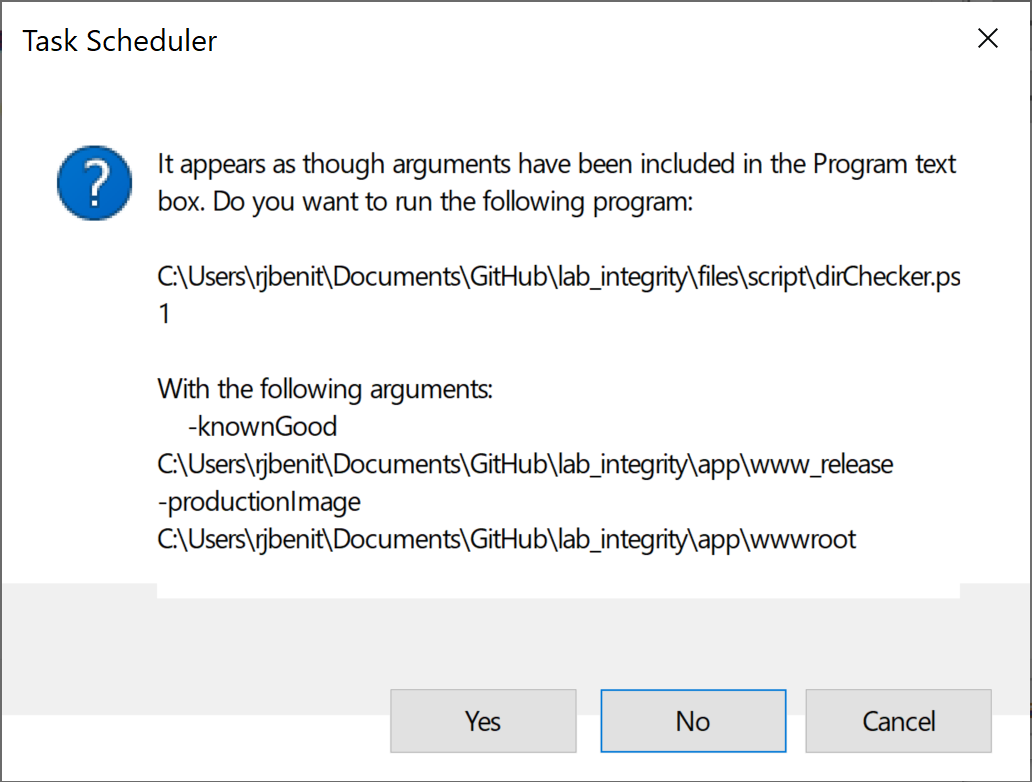 Task Scheduler
It appears as though arguments have been included in the Program text
box. Do you want to run the following program:
C:\Users\rjbenit\Documents\GitHub\lab_integrity\files\script\dirChecker.ps
1
With the following arguments:
-knownGood
C:\Users\rjbenit\Documents\GitHub\lab_integrity\app\www_release
-productionImage
C:\Users\rjbenit\Documents\GitHub\lab_integrity\app\wwwroot
Yes No Cancel